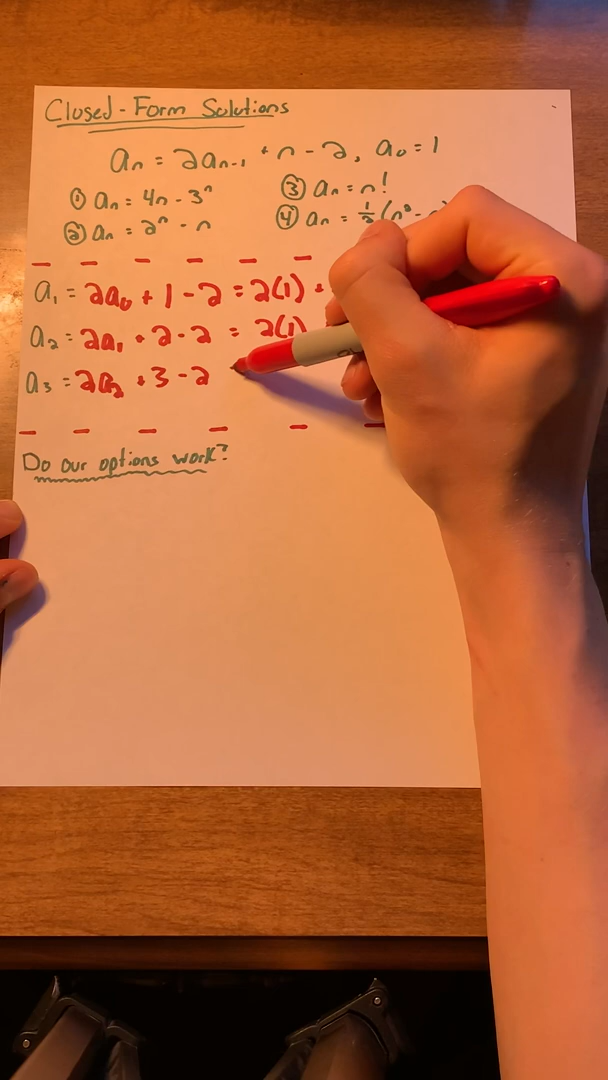 Closed-Form Solutions
aₙ = 2aₙ₋₁ + n - 2, a₀ = 1
① aₙ = 4n - 3ⁿ ③ aₙ = n!
② aₙ = 2ⁿ - n ④ aₙ = ½(n² -
a₁ = 2a₀ + 1 - 2 = 2(1) +
a₂ = 2a₁ + 2 - 2 = 2(1)
a₃ = 2a₂ + 3 - 2
Do our options work?